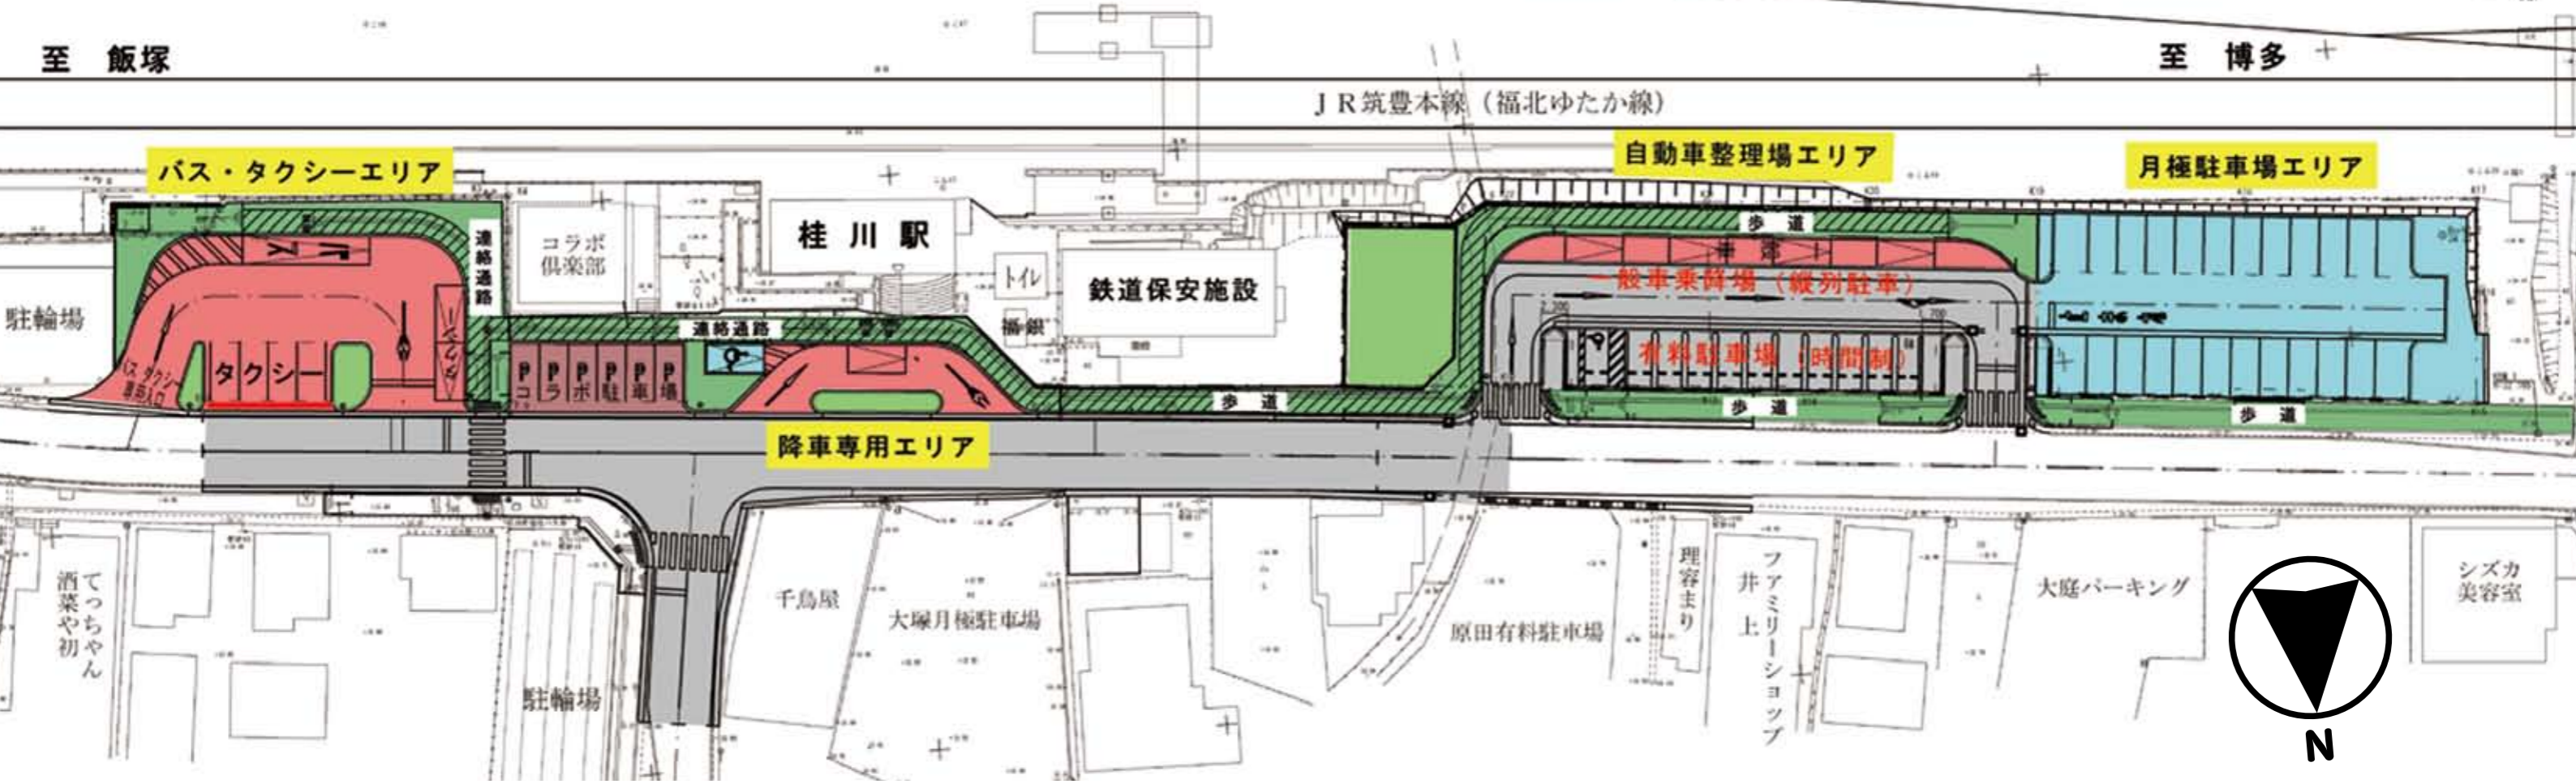 至 飯塚
至 博多
JR筑豊本線（福北ゆたか線）
バス・タクシーエリア
自動車整理場エリア
月極駐車場エリア
連絡通路
コラボ
倶楽部
桂川駅
トイレ
福銀
鉄道保安施設
歩道
一般車乗降場（縦列駐車）
有料駐車場（時間制）
駐輪場
バス
タクシー
タクシー
連絡通路
P P P P P P
コラボ駐車場
歩道
歩道
歩道
降車専用エリア
てっちゃん
酒菜や初
駐輪場
千鳥屋
大塚月極駐車場
原田有料駐車場
理容まり
ファミリーショップ
井上
大庭パーキング
シズカ
美容室
N